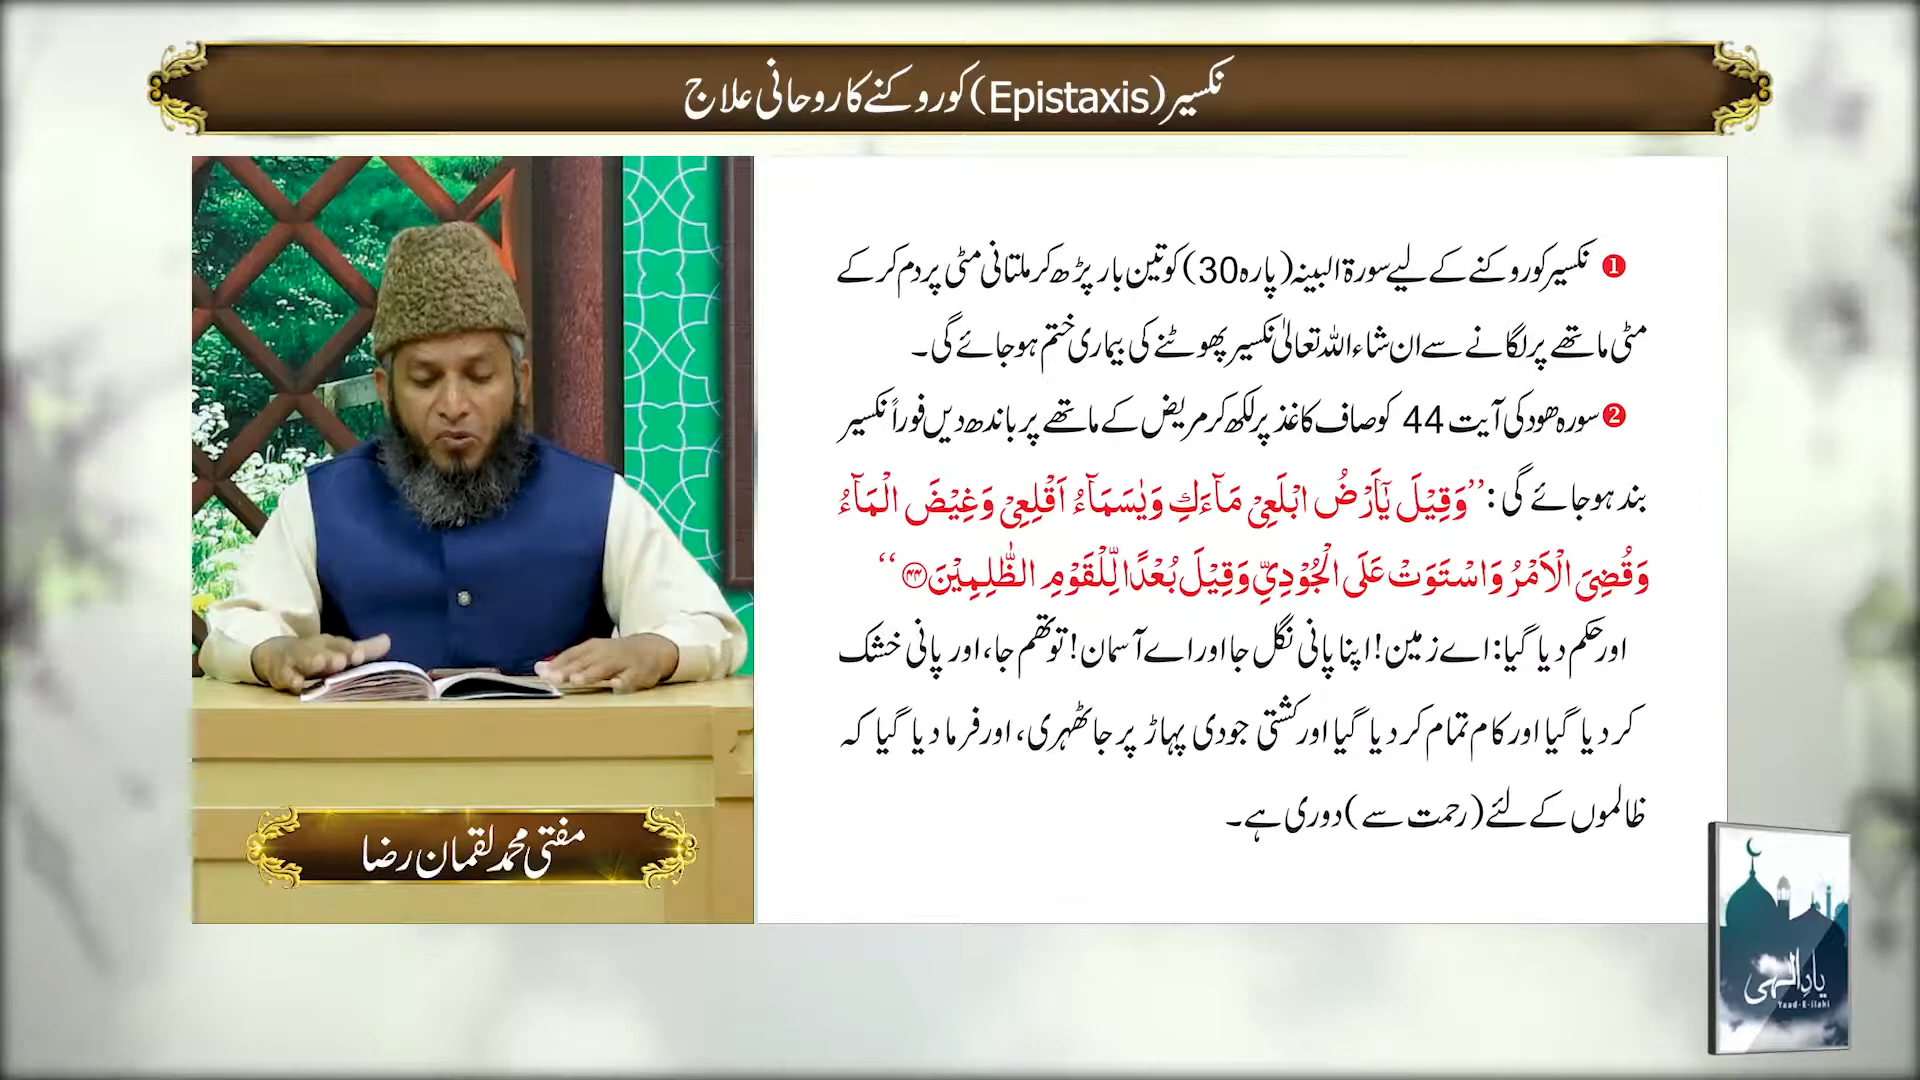 نکسیر (Epistaxis) کو روکنے کا روحانی علاج
❶ نکسیر کو روکنے کے لیے سورۃ البینہ (پارہ 30) کو تین بار پڑھ کر ملتانی مٹی پر دم کر کے
مٹی ماتھے پر لگانے سے ان شاء اللہ تعالیٰ نکسیر پھوٹنے کی بیماری ختم ہو جائے گی۔
❷ سورہ ھود کی آیت 44 کو صاف کاغذ پر لکھ کر مریض کے ماتھے پر باندھ دیں فوراً نکسیر
بند ہو جائے گی: ’’وَقِیْلَ یٰۤاَرْضُ ابْلَعِیْ مَآءَكِ وَیٰسَمَآءُ اَقْلِعِیْ وَغِیْضَ الْمَآءُ
وَقُضِیَ الْاَمْرُ وَاسْتَوَتْ عَلَی الْجُوْدِیِّ وَقِیْلَ بُعْدًا لِّلْقَوْمِ الظّٰلِمِیْنَ ﴿۴۴﴾‘‘
اور حکم دیا گیا: اے زمین! اپنا پانی نگل جا اور اے آسمان! تو تھم جا، اور پانی خشک
کر دیا گیا اور کام تمام کر دیا گیا اور کشتی جودی پہاڑ پر جا ٹھہری، اور فرما دیا گیا کہ
ظالموں کے لئے (رحمت سے) دوری ہے۔
مفتی محمد لقمان رضا
یادِ الٰہی
Yaad-E-ilahi